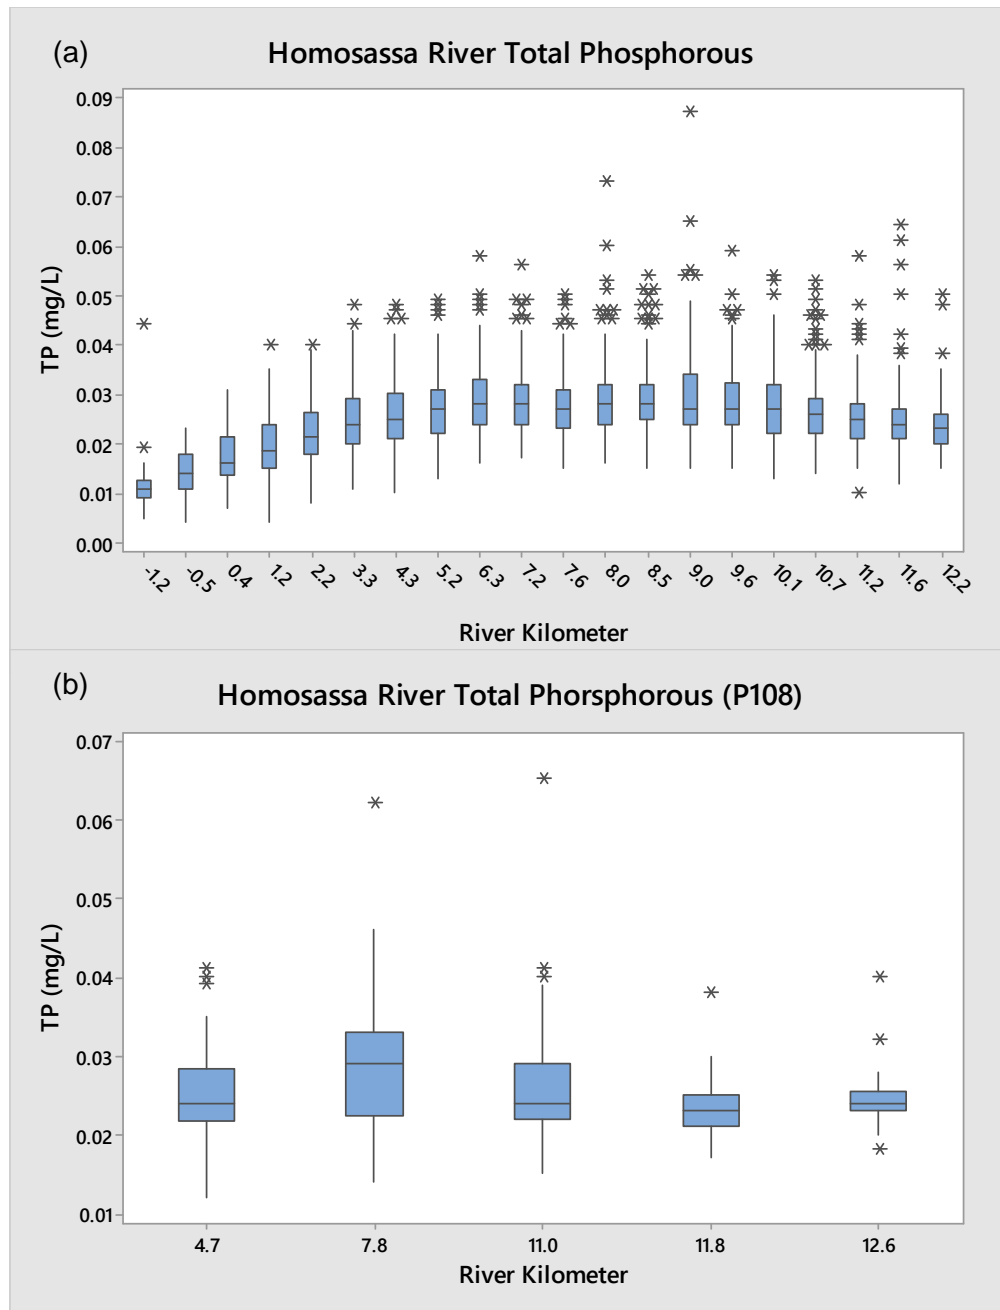 (a)
Homosassa River Total Phosphorous
0.09
0.08
0.07
0.06
0.05
0.04
0.03
0.02
0.01
0.00
TP (mg/L)
-1.2 -0.5 0.4 1.2 2.2 3.3 4.3 5.2 6.3 7.2 7.6 8.0 8.5 9.0 9.6 10.1 10.7 11.2 11.6 12.2
River Kilometer
(b)
Homosassa River Total Phorsphorous (P108)
0.07
0.06
0.05
0.04
0.03
0.02
0.01
TP (mg/L)
4.7 7.8 11.0 11.8 12.6
River Kilometer